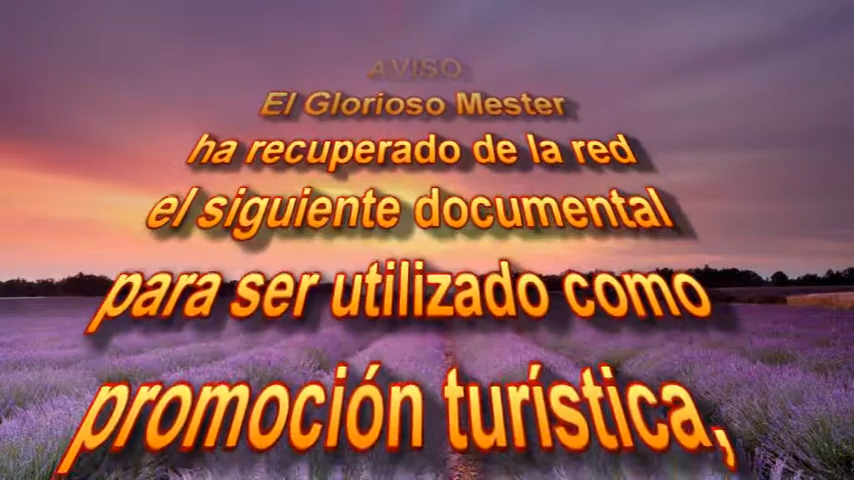 AVISO
El Glorioso Mester
ha recuperado de la red
el siguiente documental
para ser utilizado como
promoción turística,